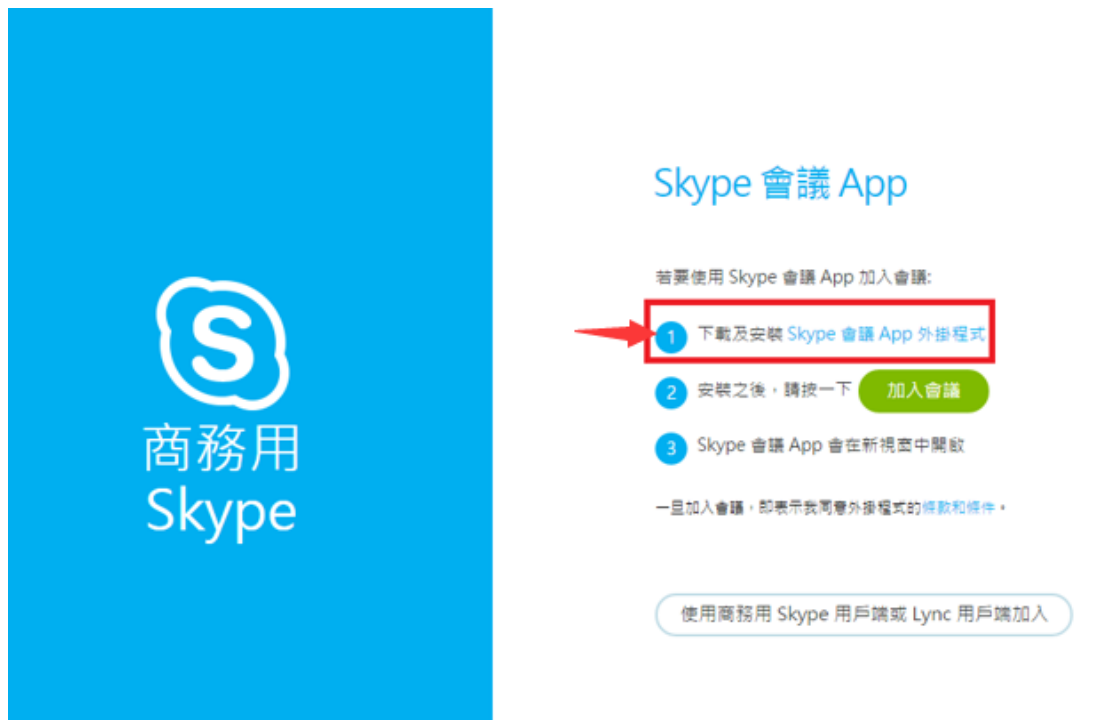 商務用
Skype
Skype 會議 App
若要使用 Skype 會議 App 加入會議:
1 下載及安裝 Skype 會議 App 外掛程式
2 安裝之後，請按一下 加入會議
3 Skype 會議 App 會在新視窗中開啟
一旦加入會議，即表示我同意外掛程式的條款和條件。
使用商務用 Skype 用戶端或 Lync 用戶端加入